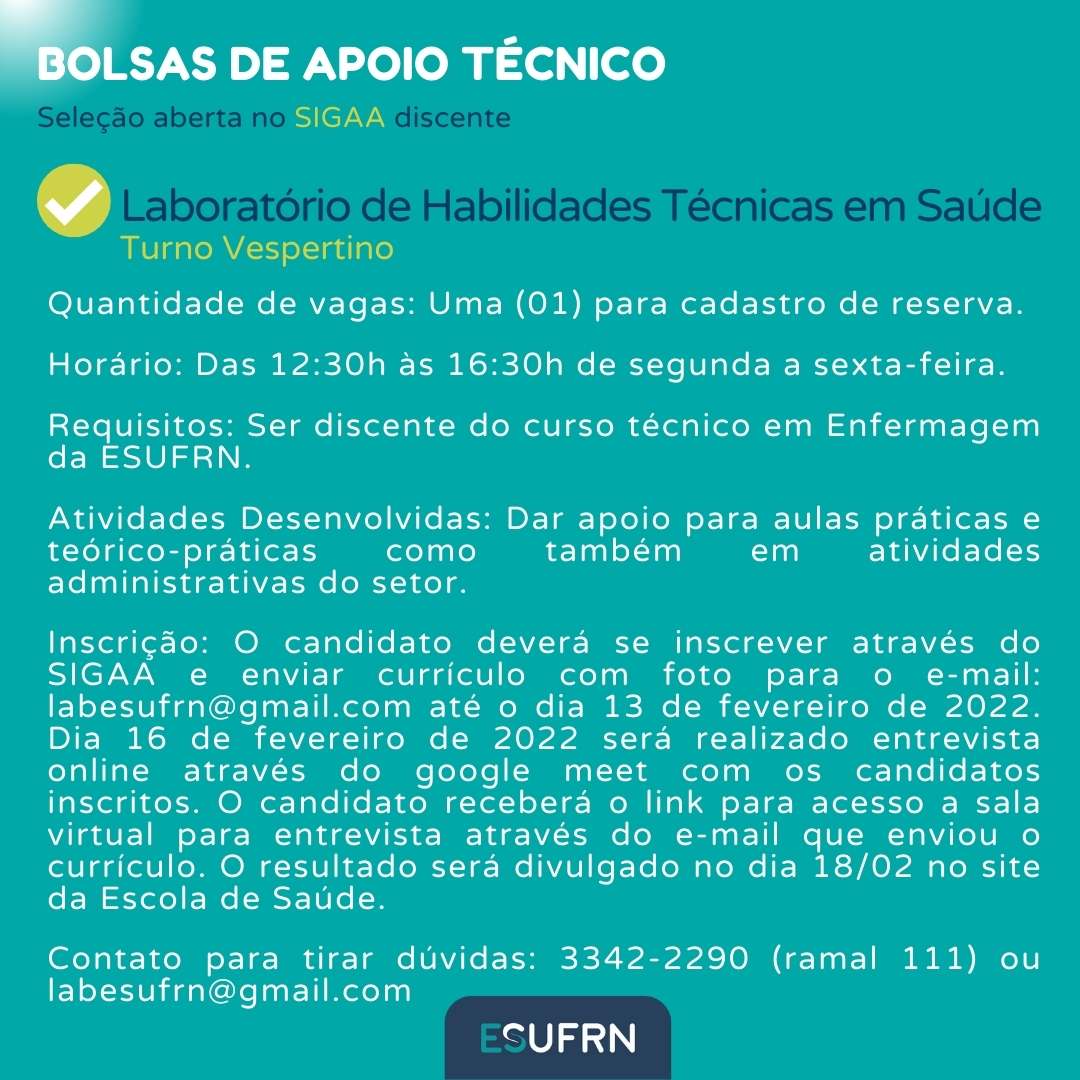 BOLSAS DE APOIO TÉCNICO
Seleção aberta no SIGAA discente
Laboratório de Habilidades Técnicas em Saúde
Turno Vespertino
Quantidade de vagas: Uma (01) para cadastro de reserva.
Horário: Das 12:30h às 16:30h de segunda a sexta-feira.
Requisitos: Ser discente do curso técnico em Enfermagem
da ESUFRN.
Atividades Desenvolvidas: Dar apoio para aulas práticas e
teórico-práticas como também em atividades
administrativas do setor.
Inscrição: O candidato deverá se inscrever através do
SIGAA e enviar currículo com foto para o e-mail:
labesufrn@gmail.com até o dia 13 de fevereiro de 2022.
Dia 16 de fevereiro de 2022 será realizado entrevista
online através do google meet com os candidatos
inscritos. O candidato receberá o link para acesso a sala
virtual para entrevista através do e-mail que enviou o
currículo. O resultado será divulgado no dia 18/02 no site
da Escola de Saúde.
Contato para tirar dúvidas: 3342-2290 (ramal 111) ou
labesufrn@gmail.com
ESUFRN